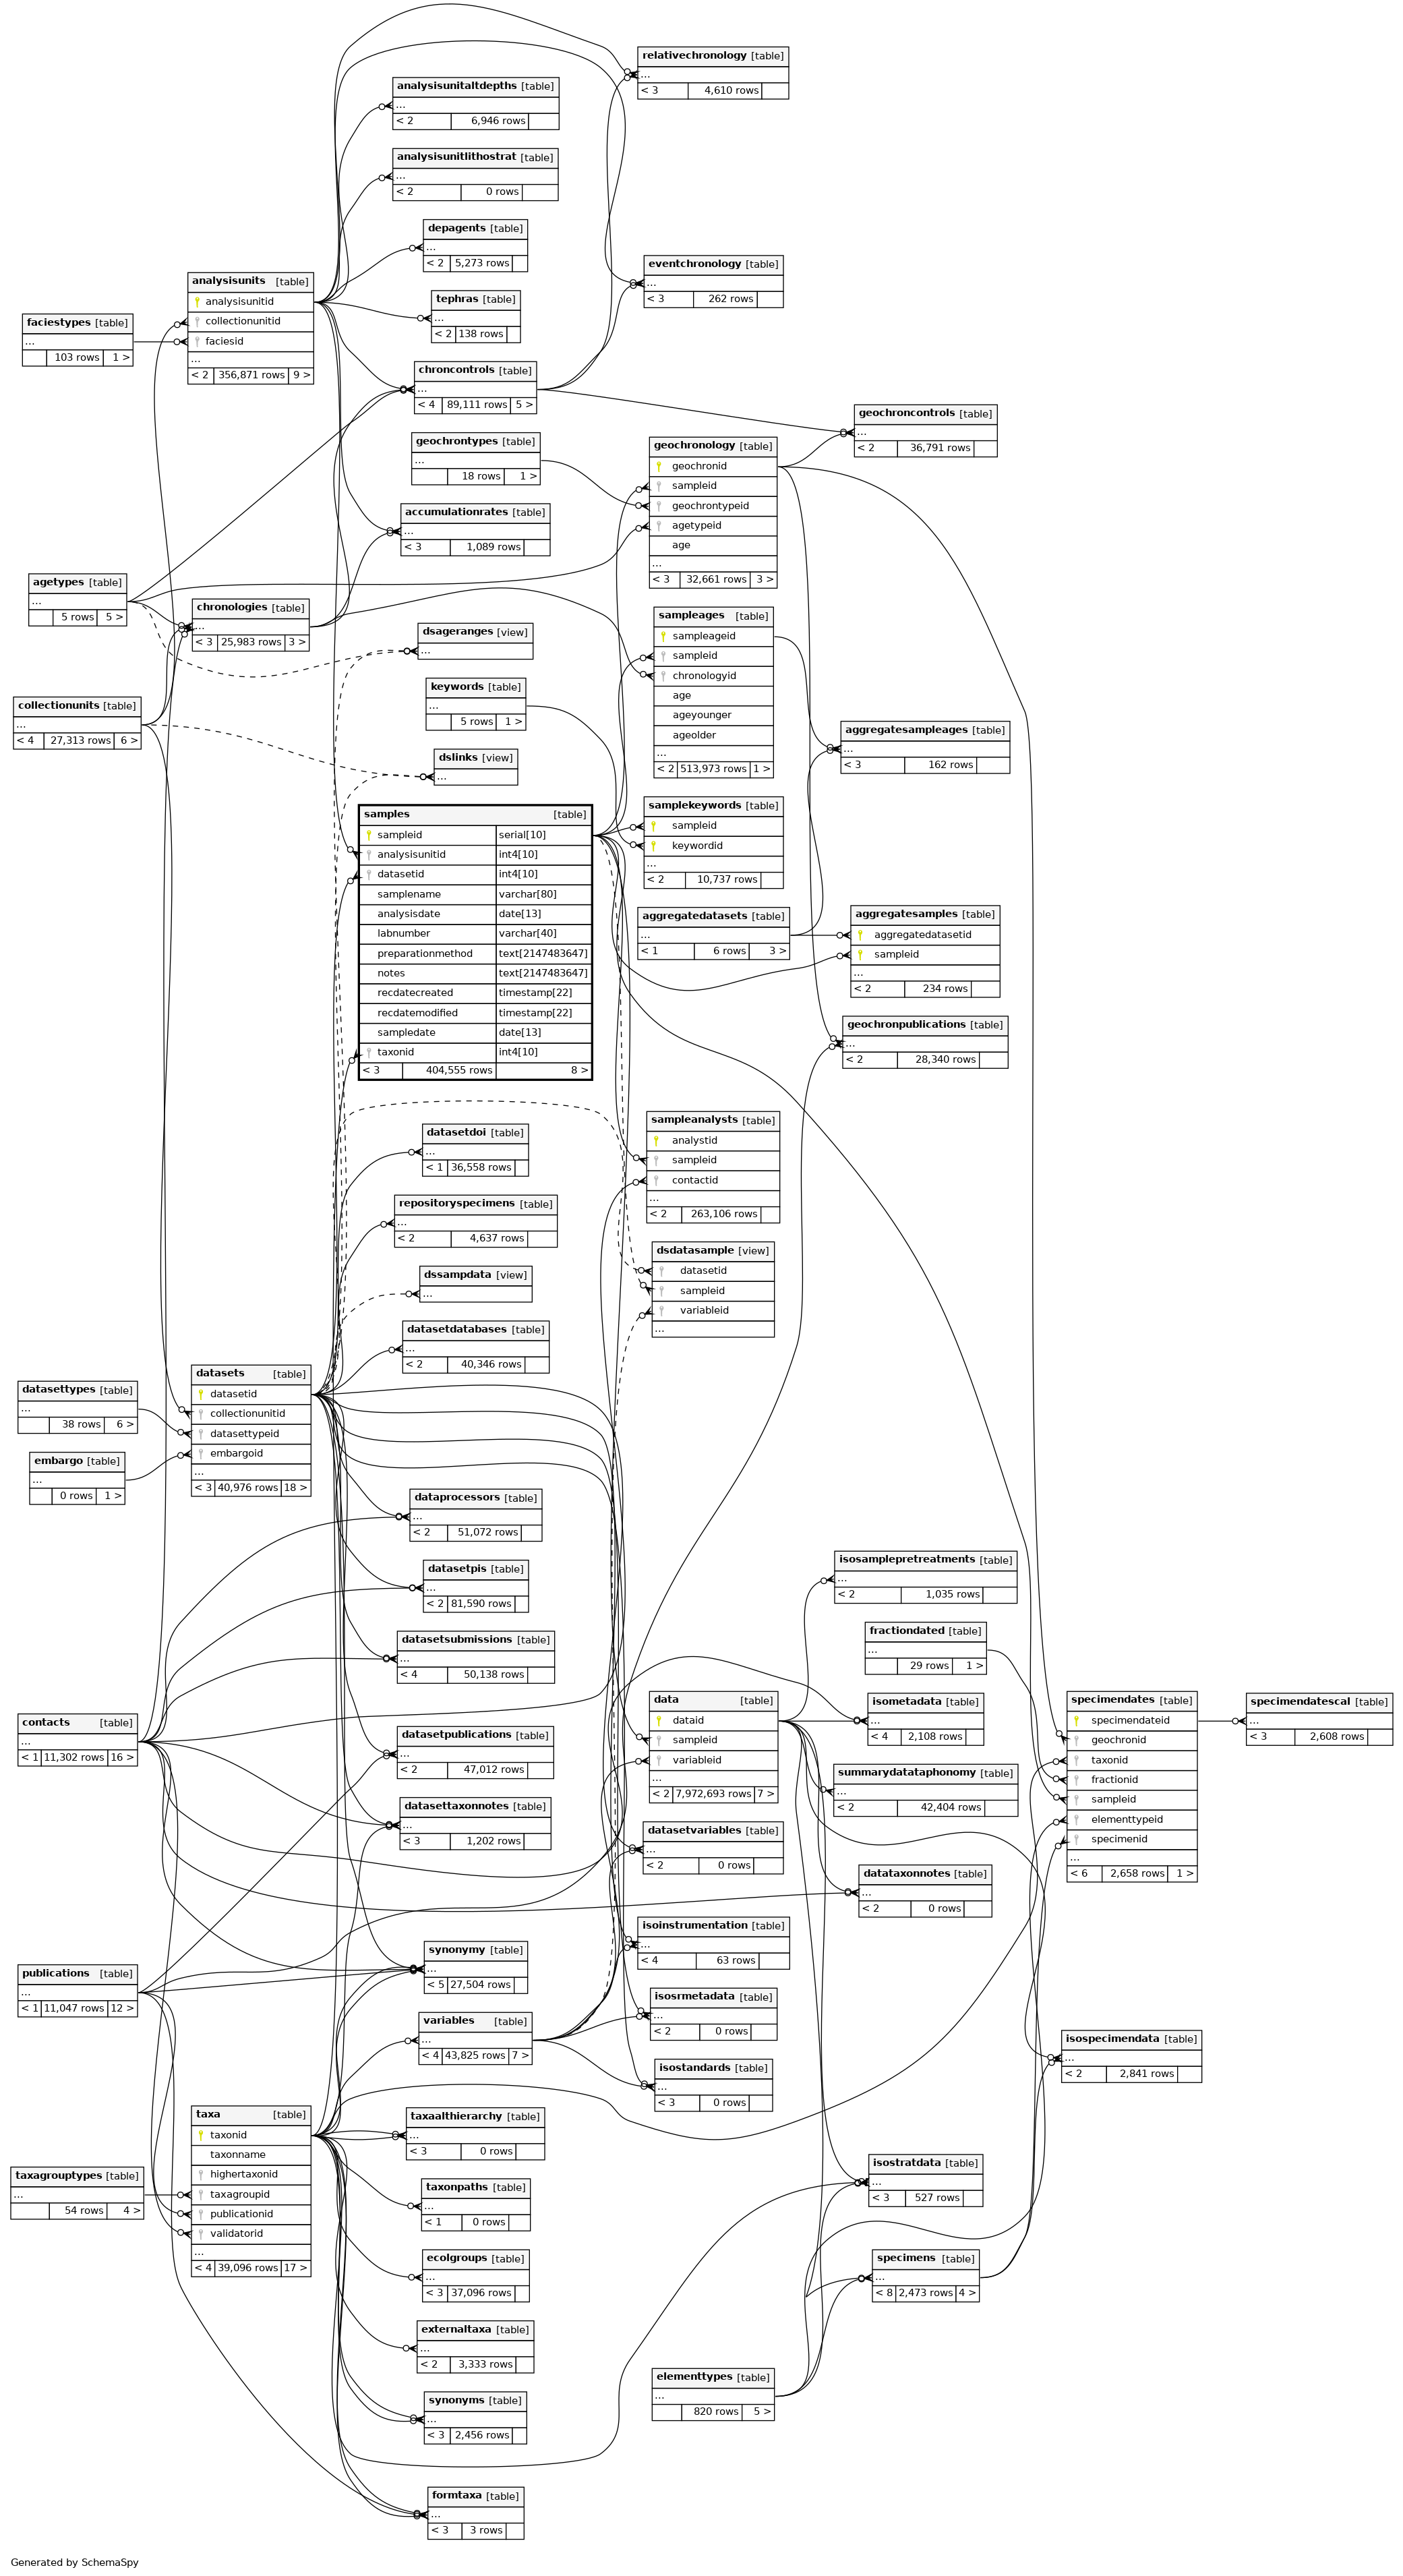 relativechronology [table]
...
< 3 4,610 rows
analysisunitaltdepths [table]
...
< 2 6,946 rows
analysisunitlithostrat [table]
...
< 2 0 rows
depagents [table]
...
< 2 5,273 rows
analysisunits [table]
analysisunitid
collectionunitid
faciesid
...
< 2 356,871 rows 9 >
eventchronology [table]
...
< 3 262 rows
tephras [table]
...
< 2 138 rows
faciestypes [table]
...
103 rows 1 >
chroncontrols [table]
...
< 4 89,111 rows 5 >
geochroncontrols [table]
...
< 2 36,791 rows
geochrontypes [table]
...
18 rows 1 >
geochronology [table]
geochronid
sampleid
geochrontypeid
agetypeid
age
...
< 3 32,661 rows 3 >
accumulationrates [table]
...
< 3 1,089 rows
agetypes [table]
...
5 rows 5 >
chronologies [table]
...
< 3 25,983 rows 3 >
sampleages [table]
sampleageid
sampleid
chronologyid
age
ageyounger
ageolder
...
< 2 513,973 rows 1 >
dsageranges [view]
...
keywords [table]
...
5 rows 1 >
collectionunits [table]
...
< 4 27,313 rows 6 >
aggregatesampleages [table]
...
< 3 162 rows
dslinks [view]
...
samplekeywords [table]
sampleid
keywordid
...
< 2 10,737 rows
samples [table]
sampleid serial[10]
analysisunitid int4[10]
datasetid int4[10]
samplename varchar[80]
analysisdate date[13]
labnumber varchar[40]
preparationmethod text[2147483647]
notes text[2147483647]
recdatecreated timestamp[22]
recdatemodified timestamp[22]
sampledate date[13]
taxonid int4[10]
< 3 404,555 rows 8 >
aggregatedatasets [table]
...
< 1 6 rows 3 >
aggregatesamples [table]
aggregatedatasetid
sampleid
...
< 2 234 rows
geochronpublications [table]
...
< 2 28,340 rows
sampleanalysts [table]
analystid
sampleid
contactid
...
< 2 263,106 rows
datasetdoi [table]
...
< 1 36,558 rows
repositoryspecimens [table]
...
< 2 4,637 rows
dsdatasample [view]
datasetid
sampleid
variableid
...
dssampdata [view]
...
datasetdatabases [table]
...
< 2 40,346 rows
datasets [table]
datasetid
collectionunitid
datasettypeid
embargoid
...
< 3 40,976 rows 18 >
datasettypes [table]
...
38 rows 6 >
embargo [table]
...
0 rows 1 >
dataprocessors [table]
...
< 2 51,072 rows
datasetpis [table]
...
< 2 81,590 rows
isosamplepretreatments [table]
...
< 2 1,035 rows
fractiondated [table]
...
29 rows 1 >
datasetsubmissions [table]
...
< 4 50,138 rows
data [table]
dataid
sampleid
variableid
...
< 2 7,972,693 rows 7 >
isometadata [table]
...
< 4 2,108 rows
specimendates [table]
specimendateid
geochronid
taxonid
fractionid
sampleid
elementtypeid
specimenid
...
< 6 2,658 rows 1 >
specimendatescal [table]
...
< 3 2,608 rows
contacts [table]
...
< 1 11,302 rows 16 >
datasetpublications [table]
...
< 2 47,012 rows
summarydatataphonomy [table]
...
< 2 42,404 rows
datasettaxonnotes [table]
...
< 3 1,202 rows
datasetvariables [table]
...
< 2 0 rows
datataxonnotes [table]
...
< 2 0 rows
isoinstrumentation [table]
...
< 4 63 rows
synonymy [table]
...
< 5 27,504 rows
publications [table]
...
< 1 11,047 rows 12 >
isosrmetadata [table]
...
< 2 0 rows
variables [table]
...
< 4 43,825 rows 7 >
isospecimendata [table]
...
< 2 2,841 rows
isostandards [table]
...
< 3 0 rows
taxa [table]
taxonid
taxonname
highertaxonid
taxagroupid
publicationid
validatorid
...
< 4 39,096 rows 17 >
taxaalthierarchy [table]
...
< 3 0 rows
isostratdata [table]
...
< 3 527 rows
taxagrouptypes [table]
...
54 rows 4 >
taxonpaths [table]
...
< 1 0 rows
ecolgroups [table]
...
< 3 37,096 rows
specimens [table]
...
< 8 2,473 rows 4 >
externaltaxa [table]
...
< 2 3,333 rows
elementtypes [table]
...
820 rows 5 >
synonyms [table]
...
< 3 2,456 rows
formtaxa [table]
...
< 3 3 rows
Generated by SchemaSpy